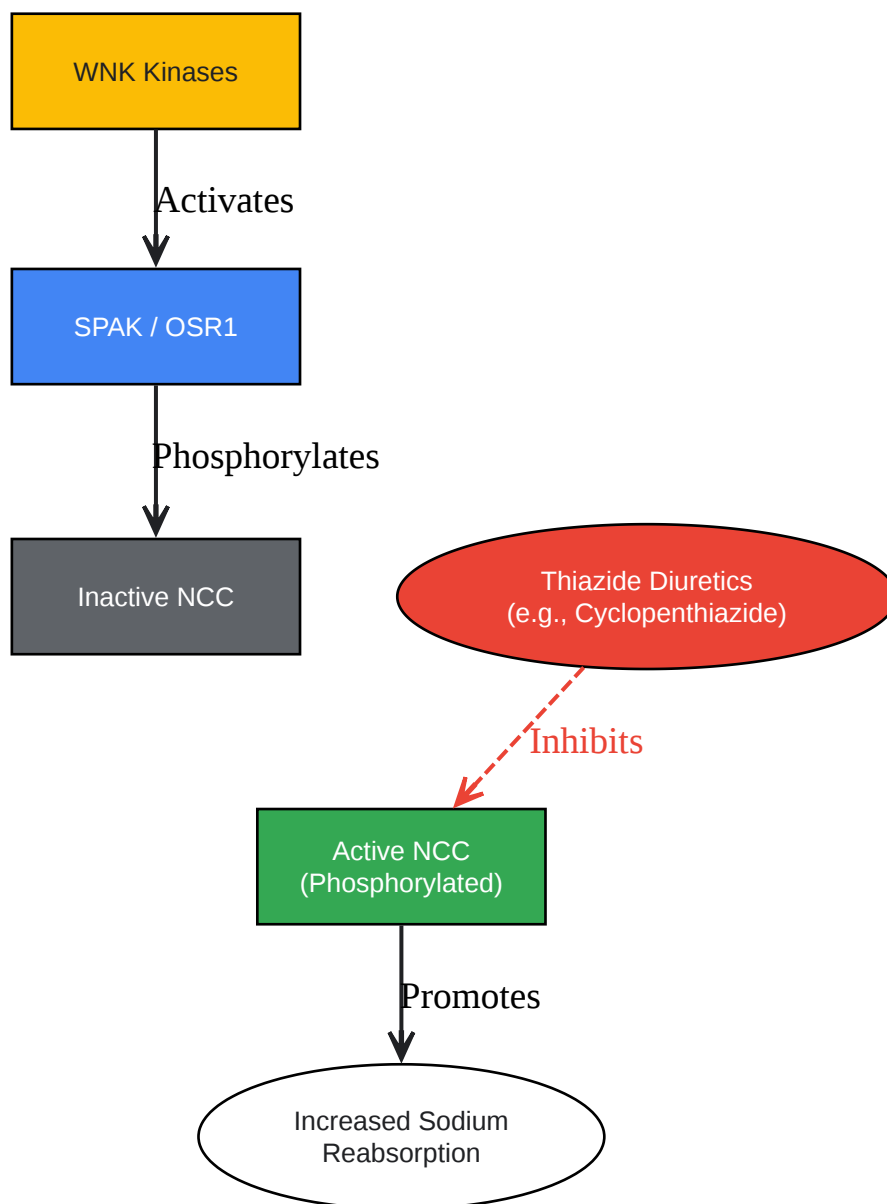 WNK Kinases
Activates
SPAK / OSR1
Phosphorylates
Inactive NCC
Thiazide Diuretics
(e.g., Cyclopenthiazide)
Inhibits
Active NCC
(Phosphorylated)
Promotes
Increased Sodium
Reabsorption